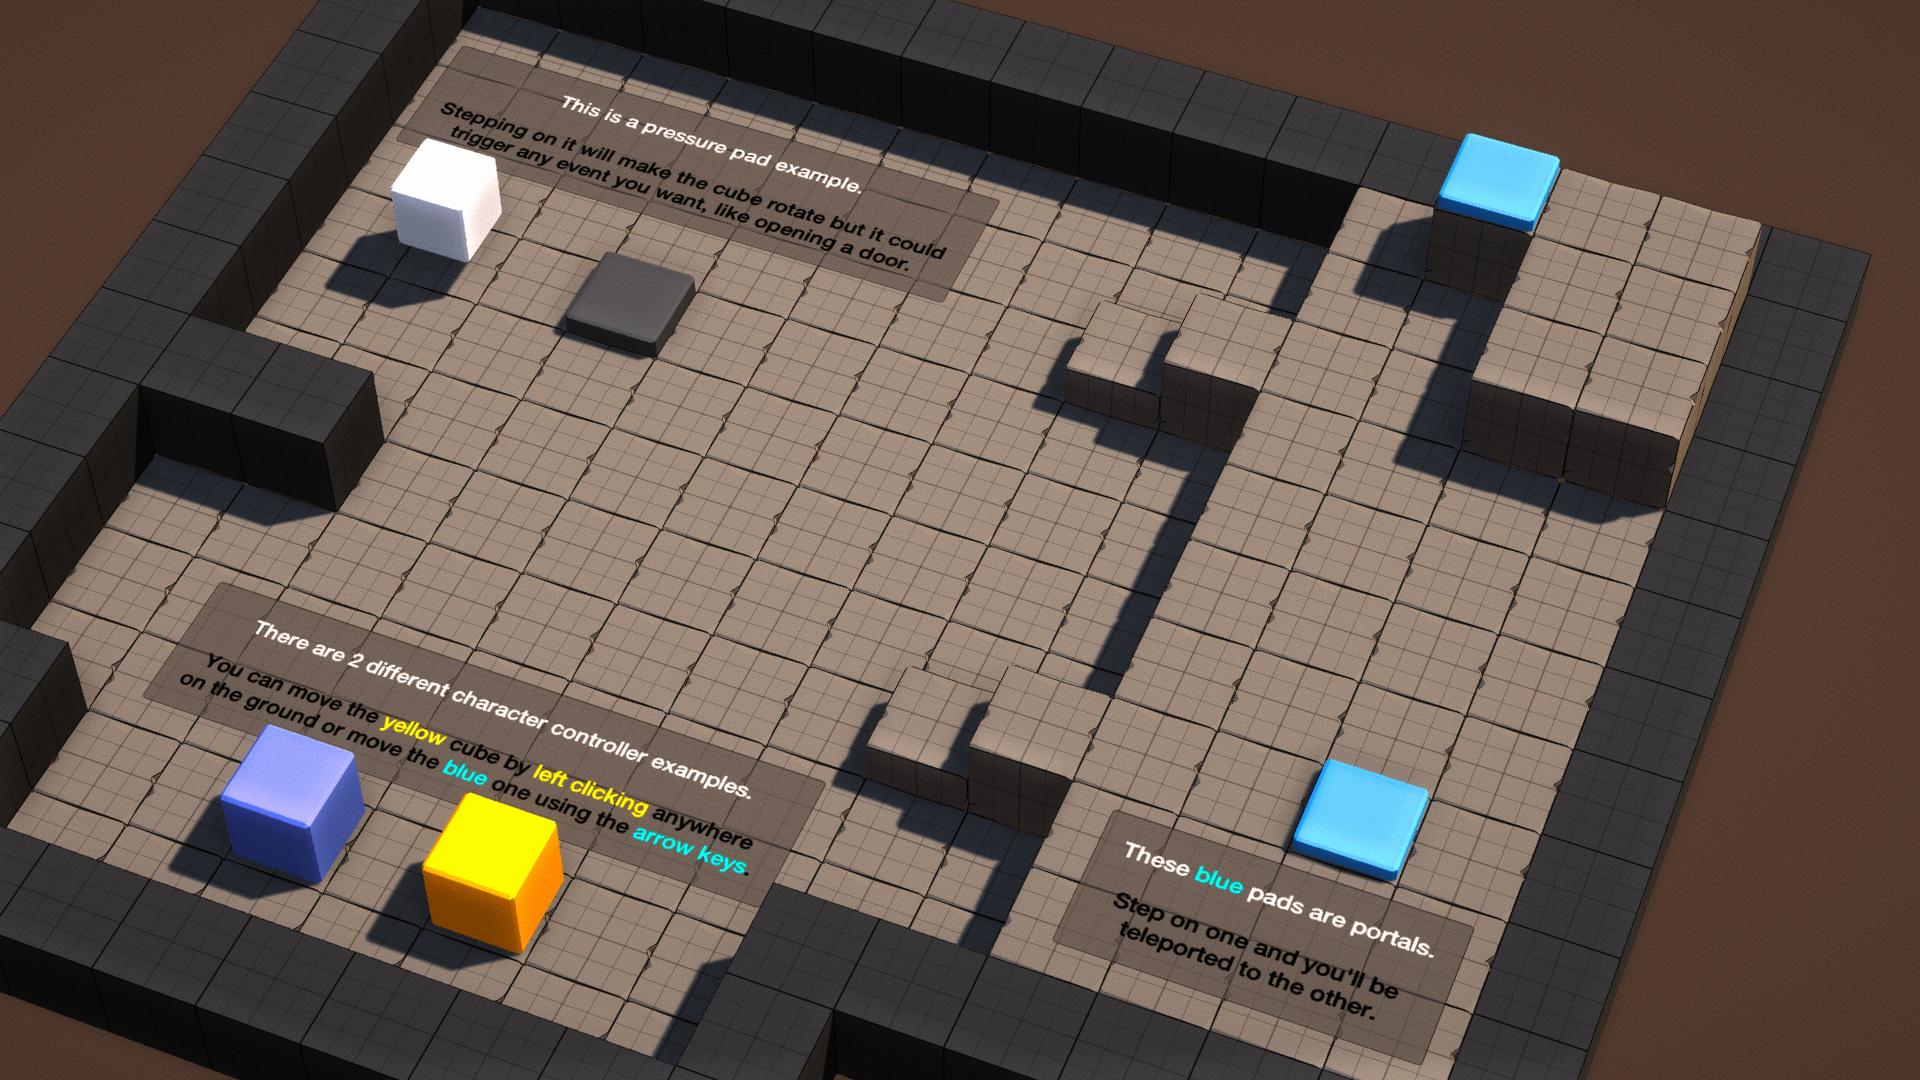 This is a pressure pad example.
Stepping on it will make the cube rotate but it could
trigger any event you want, like opening a door.
There are 2 different character controller examples.
You can move the yellow cube by left clicking anywhere
on the ground or move the blue one using the arrow keys.
These blue pads are portals.
Step on one and you'll be
teleported to the other.